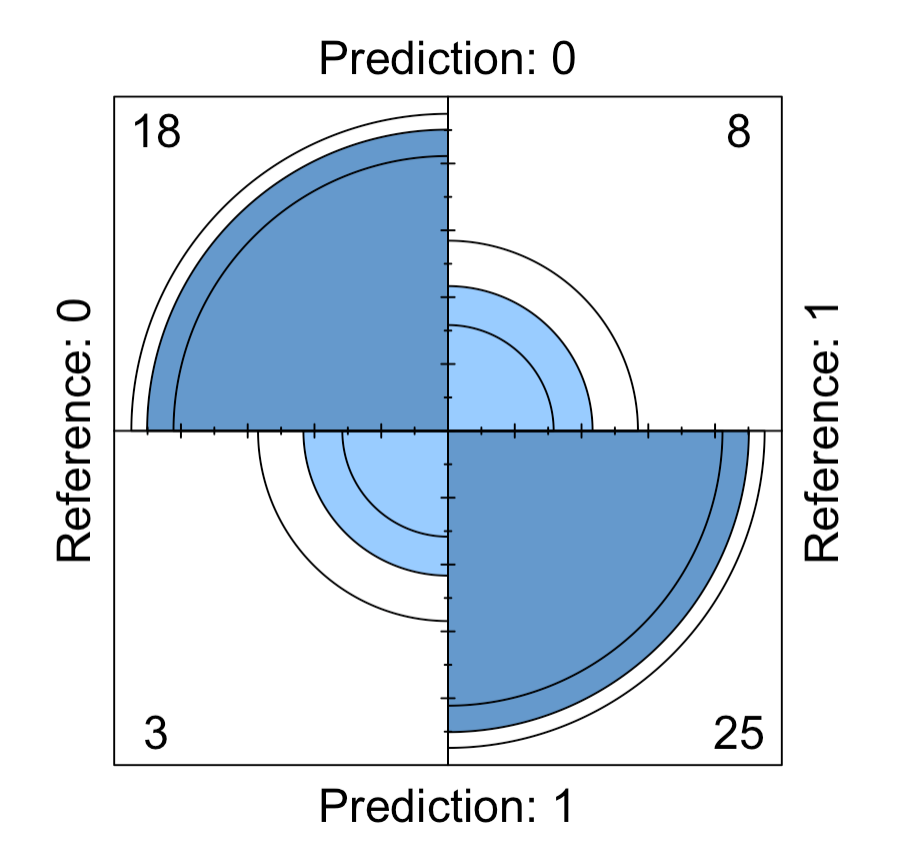 Prediction: 0
18
8
Reference: 0
Reference: 1
3
25
Prediction: 1